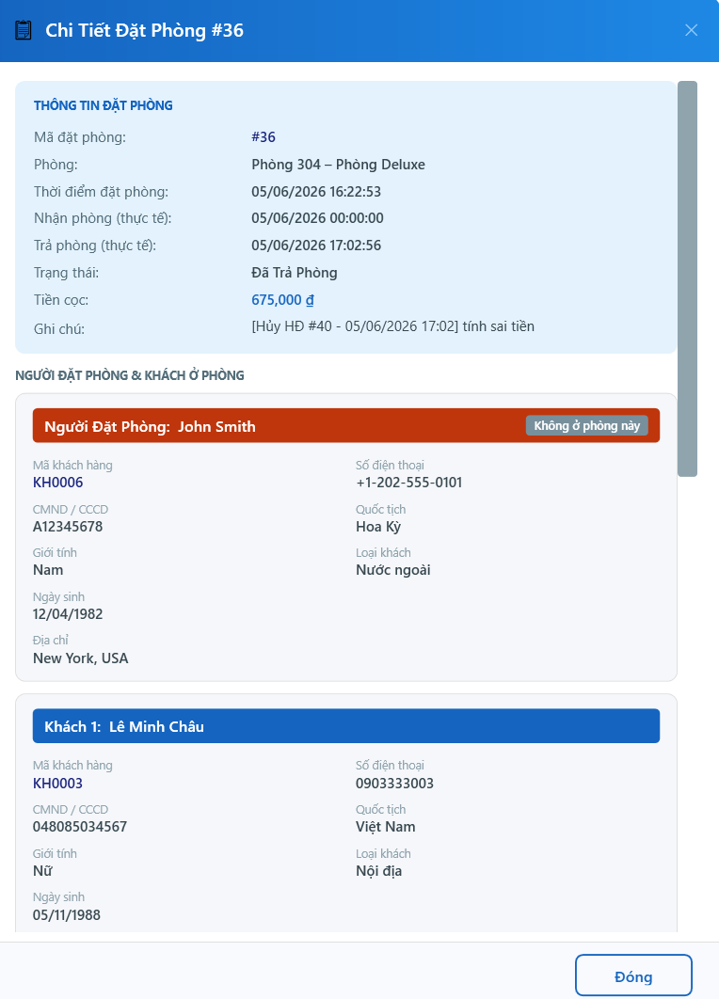 Chi Tiết Đặt Phòng #36
THÔNG TIN ĐẶT PHÒNG
Mã đặt phòng: #36
Phòng: Phòng 304 – Phòng Deluxe
Thời điểm đặt phòng: 05/06/2026 16:22:53
Nhận phòng (thực tế): 05/06/2026 00:00:00
Trả phòng (thực tế): 05/06/2026 17:02:56
Trạng thái: Đã Trả Phòng
Tiền cọc: 675,000 ₫
Ghi chú: [Hủy HĐ #40 - 05/06/2026 17:02] tính sai tiền
NGƯỜI ĐẶT PHÒNG & KHÁCH Ở PHÒNG
Người Đặt Phòng: John Smith Không ở phòng này
Mã khách hàng Số điện thoại
KH0006 +1-202-555-0101
CMND / CCCD Quốc tịch
A12345678 Hoa Kỳ
Giới tính Loại khách
Nam Nước ngoài
Ngày sinh
12/04/1982
Địa chỉ
New York, USA
Khách 1: Lê Minh Châu
Mã khách hàng Số điện thoại
KH0003 0903333003
CMND / CCCD Quốc tịch
048085034567 Việt Nam
Giới tính Loại khách
Nữ Nội địa
Ngày sinh
05/11/1988
Đóng